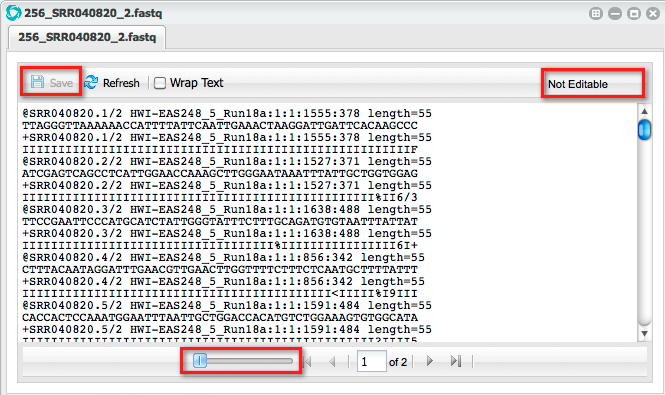 256_SRR040820_2.fastq
256_SRR040820_2.fastq
Save Refresh Wrap Text Not Editable
@SRR040820.1/2 HWI-EAS248_5_Run18a:1:1:1555:378 length=55
TTAGGGTTAAAAAACCATTTTATTCAATTGAAACTAAGGATTGATTCACAAGCCC
+SRR040820.1/2 HWI-EAS248_5_Run18a:1:1:1555:378 length=55
IIIIIIIIIIIIIIIIIIIIIIIIIIIIIIIIIIIIIIIIIIIIIIIIIIIIIIF
@SRR040820.2/2 HWI-EAS248_5_Run18a:1:1:1527:371 length=55
ATCGAGTCAGCCTCATTGGAACCAAAGCTTGGGAATAAATTTATTGCTGGTGGAG
+SRR040820.2/2 HWI-EAS248_5_Run18a:1:1:1527:371 length=55
IIIIIIIIIIIIIIIIIIIIIIIIIIIIIIIIIIIIIIIIIIIIIIIII%II6/3
@SRR040820.3/2 HWI-EAS248_5_Run18a:1:1:1638:488 length=55
TTCCGAATTCCCATGCATCTATTGGGTATTTCTTTGCAGATGTGTAATTTATTAT
+SRR040820.3/2 HWI-EAS248_5_Run18a:1:1:1638:488 length=55
IIIIIIIIIIIIIIIIIIIIIIIIIIIIIIIIIII%IIIIIIIIIIIIIIIII6I+
@SRR040820.4/2 HWI-EAS248_5_Run18a:1:1:856:342 length=55
CTTTACAATAGGATTTGAACGTTGAACTTGGTTTTCTTTCTCAATGCTTTTATTT
+SRR040820.4/2 HWI-EAS248_5_Run18a:1:1:856:342 length=55
IIIIIIIIIIIIIIIIIIIIIIIIIIIIIIIIIIIIIIIIIII<IIIII%I9III
@SRR040820.5/2 HWI-EAS248_5_Run18a:1:1:1591:484 length=55
CACCACTCCAAATGGAATTTAATTGCTGGACCACATGTCTGGAAAGTGTGGCATA
+SRR040820.5/2 HWI-EAS248_5_Run18a:1:1:1591:484 length=55
1 of 2